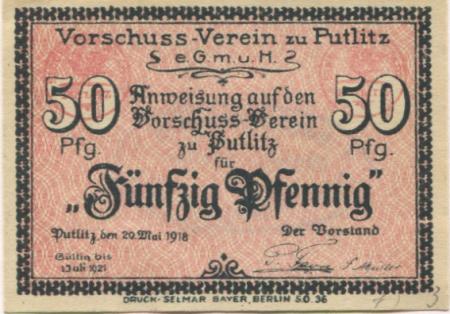 Vorschuss-Verein zu Putlitz
e.G.m.u.H.
50 Anweisung auf den 50
Pfg. Vorschuss-Verein Pfg.
zu Putlitz
für
„Fünfzig Pfennig"
Putlitz den 20. Mai 1918 Der Vorstand
Gültig bis
1 Juli 1921
DRUCK-SELMAR BAYER, BERLIN S.O. 36
3